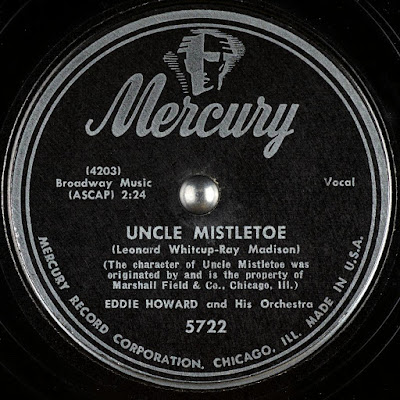 Mercury
(4203)
Broadway Music
(ASCAP) 2:24
Vocal
UNCLE MISTLETOE
(Leonard Whitcup-Ray Madison)
(The character of Uncle Mistletoe was
originated by and is the property of
Marshall Field & Co., Chicago, Ill.)
EDDIE HOWARD and His Orchestra
5722
MERCURY RECORD CORPORATION, CHICAGO, ILL. MADE IN U.S.A.